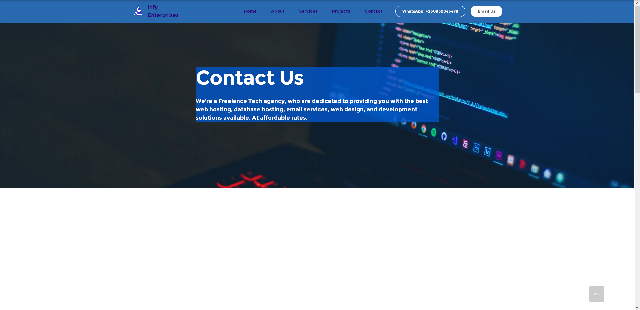 Infy
Enterprises
Home
About
Services
Projects
Contact
Contact Us
We're a Freelance Tech agency, who are dedicated to providing you with the best
web hosting, database hosting, email services, web design, and development
solutions available. At affordable rates.